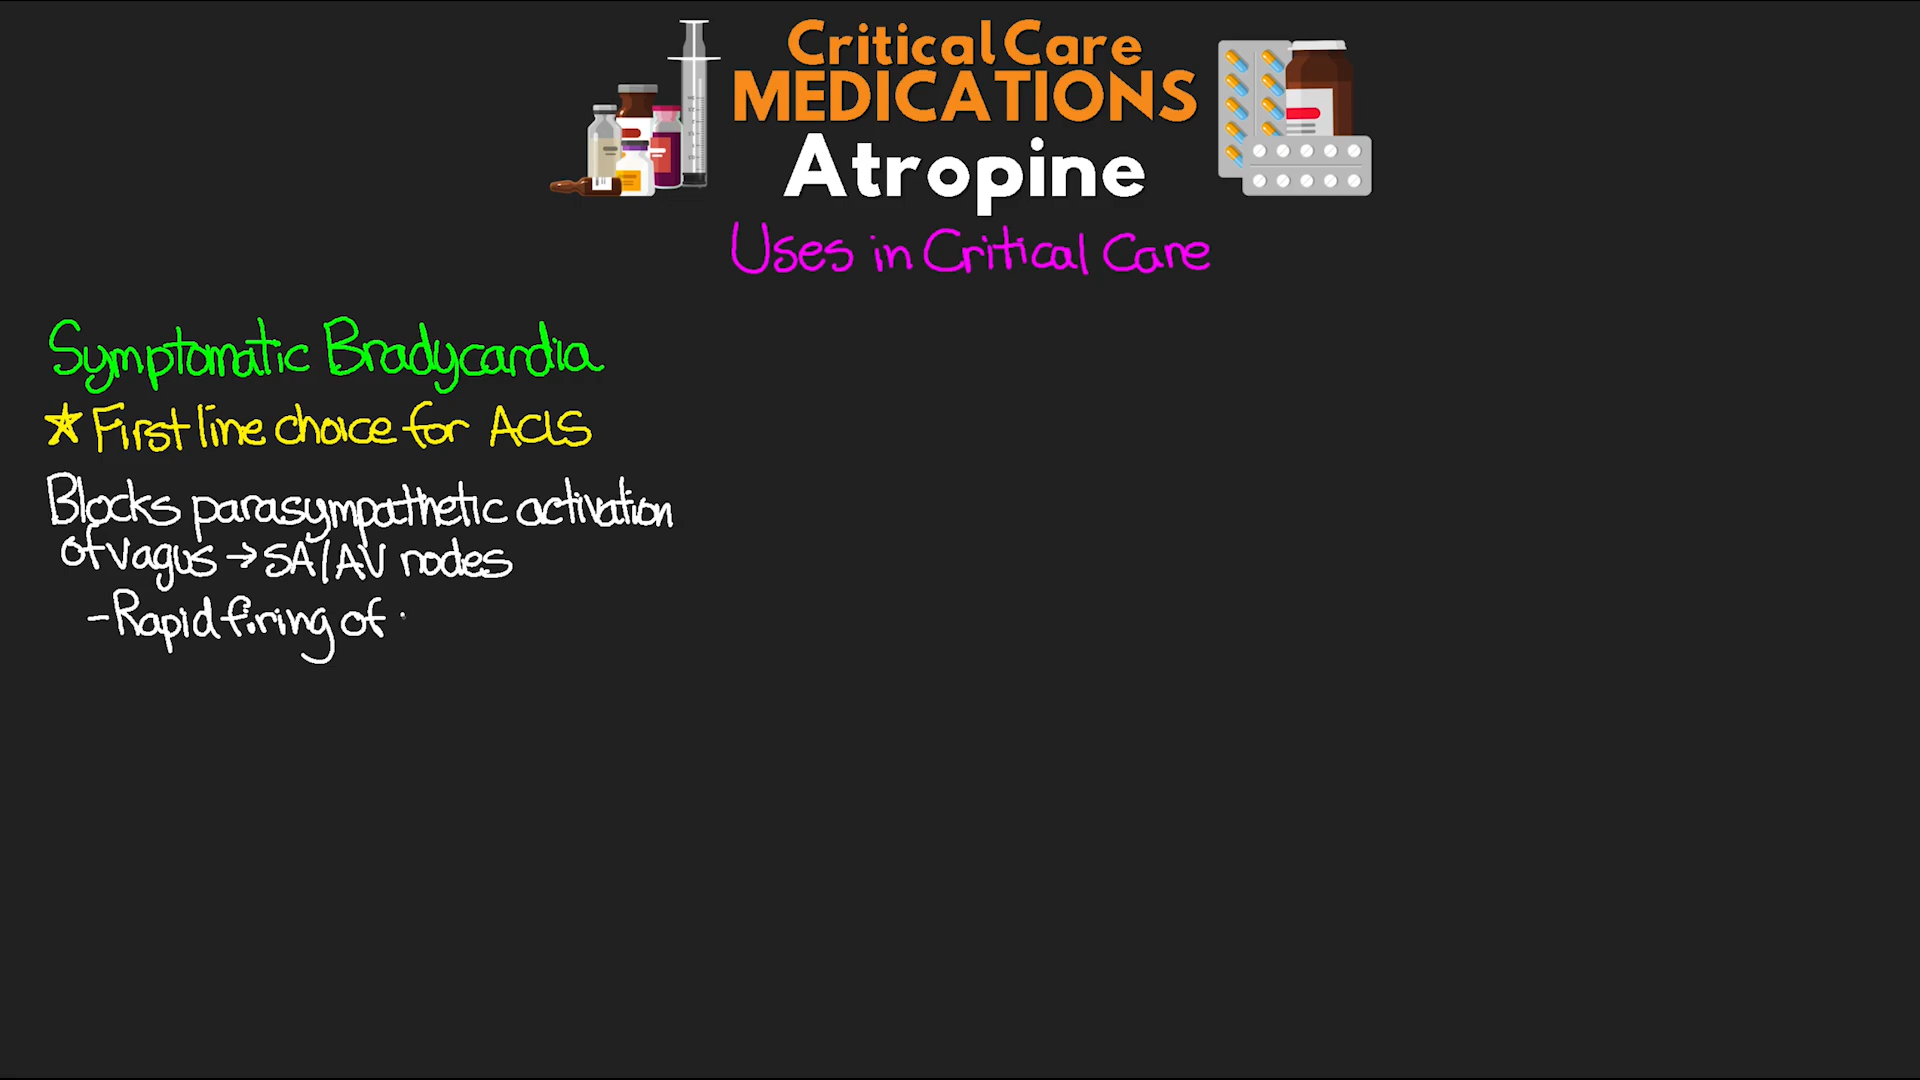 Critical Care
MEDICATIONS
Atropine
Uses in Critical Care
Symptomatic Bradycardia
☆ First line choice for ACLS
Blocks parasympathetic activation
of vagus → SA/AV nodes
- Rapid firing of